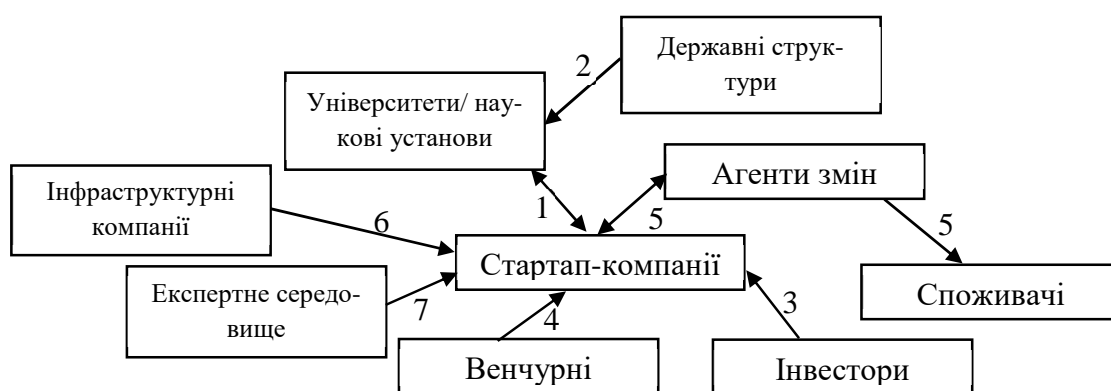 Державні струк-
тури
2
Університети/ нау-
кові установи
Агенти змін
Інфраструктурні
компанії
1
5
5
6
Стартап-компанії
Споживачі
Експертне середо-
вище
7
4
3
Венчурні
Інвестори